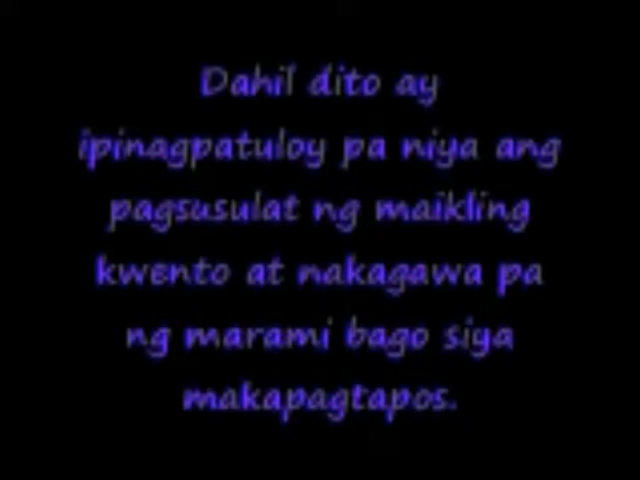 Dahil dito ay
ipinagpatuloy pa niya ang
pagsusulat ng maikling
kwento at nakagawa pa
ng marami bago siya
makapagtapos.